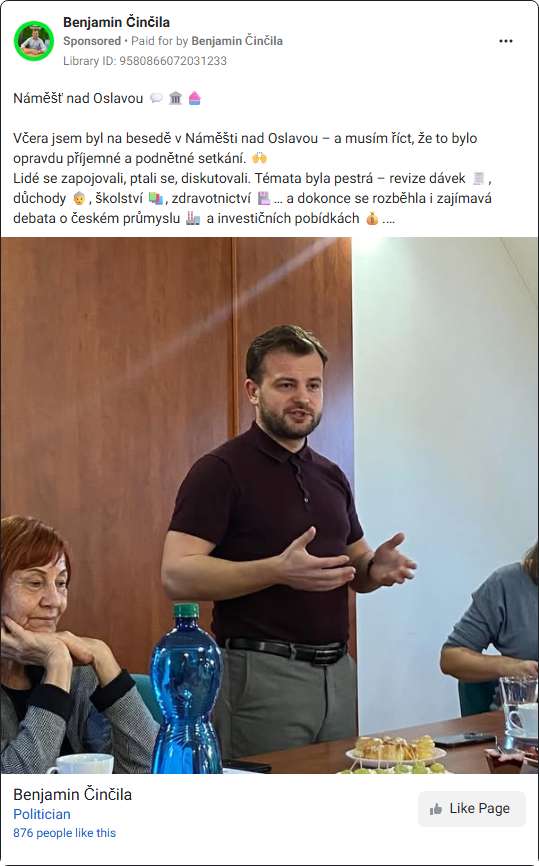 Benjamin Činčila
Sponsored • Paid for by Benjamin Činčila
Library ID: 9580866072031233
Náměšť nad Oslavou 💬 🏛️ 🧁
Včera jsem byl na besedě v Náměšti nad Oslavou – a musím říct, že to bylo
opravdu příjemné a podnětné setkání. 🙌
Lidé se zapojovali, ptali se, diskutovali. Témata byla pestrá – revize dávek 🧾,
důchody 👵, školství 📚, zdravotnictví 🏥 … a dokonce se rozběhla i zajímavá
debata o českém průmyslu 🏭 a investičních pobídkách 💰....
Benjamin Činčila
Politician
876 people like this
Like Page